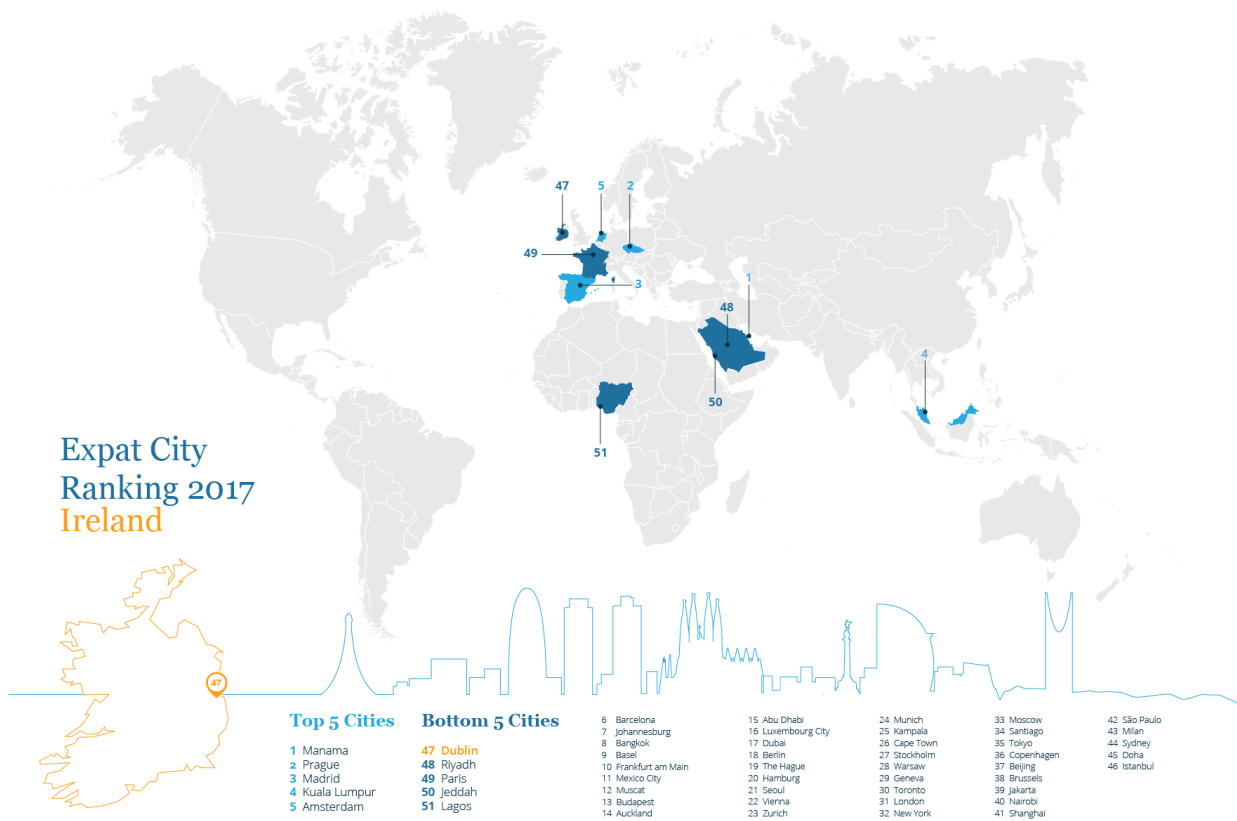 47
5
2
49
3
1
48
4
50
51
Expat City
Ranking 2017
Ireland
47
Top 5 Cities
1 Manama
2 Prague
3 Madrid
4 Kuala Lumpur
5 Amsterdam
Bottom 5 Cities
47 Dublin
48 Riyadh
49 Paris
50 Jeddah
51 Lagos
6 Barcelona
7 Johannesburg
8 Bangkok
9 Basel
10 Frankfurt am Main
11 Mexico City
12 Muscat
13 Budapest
14 Auckland
15 Abu Dhabi
16 Luxembourg City
17 Dubai
18 Berlin
19 The Hague
20 Hamburg
21 Seoul
22 Vienna
23 Zurich
24 Munich
25 Kampala
26 Cape Town
27 Stockholm
28 Warsaw
29 Geneva
30 Toronto
31 London
32 New York
33 Moscow
34 Santiago
35 Tokyo
36 Copenhagen
37 Beijing
38 Brussels
39 Jakarta
40 Nairobi
41 Shanghai
42 São Paulo
43 Milan
44 Sydney
45 Doha
46 Istanbul